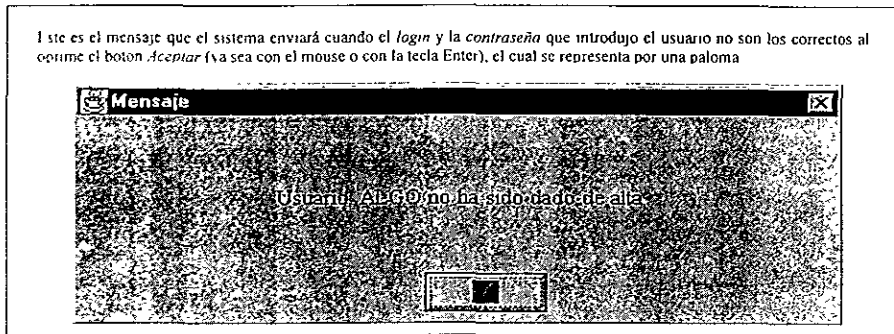 ste es el mensaje que el sistema enviará cuando el login y la contraseña que introdujo el usuario no son los correctos al
oprime el boton Aceptar (ya sea con el mouse o con la tecla Enter), el cual se representa por una paloma
Mensaje
Usuario ALGO no ha sido dado de alta